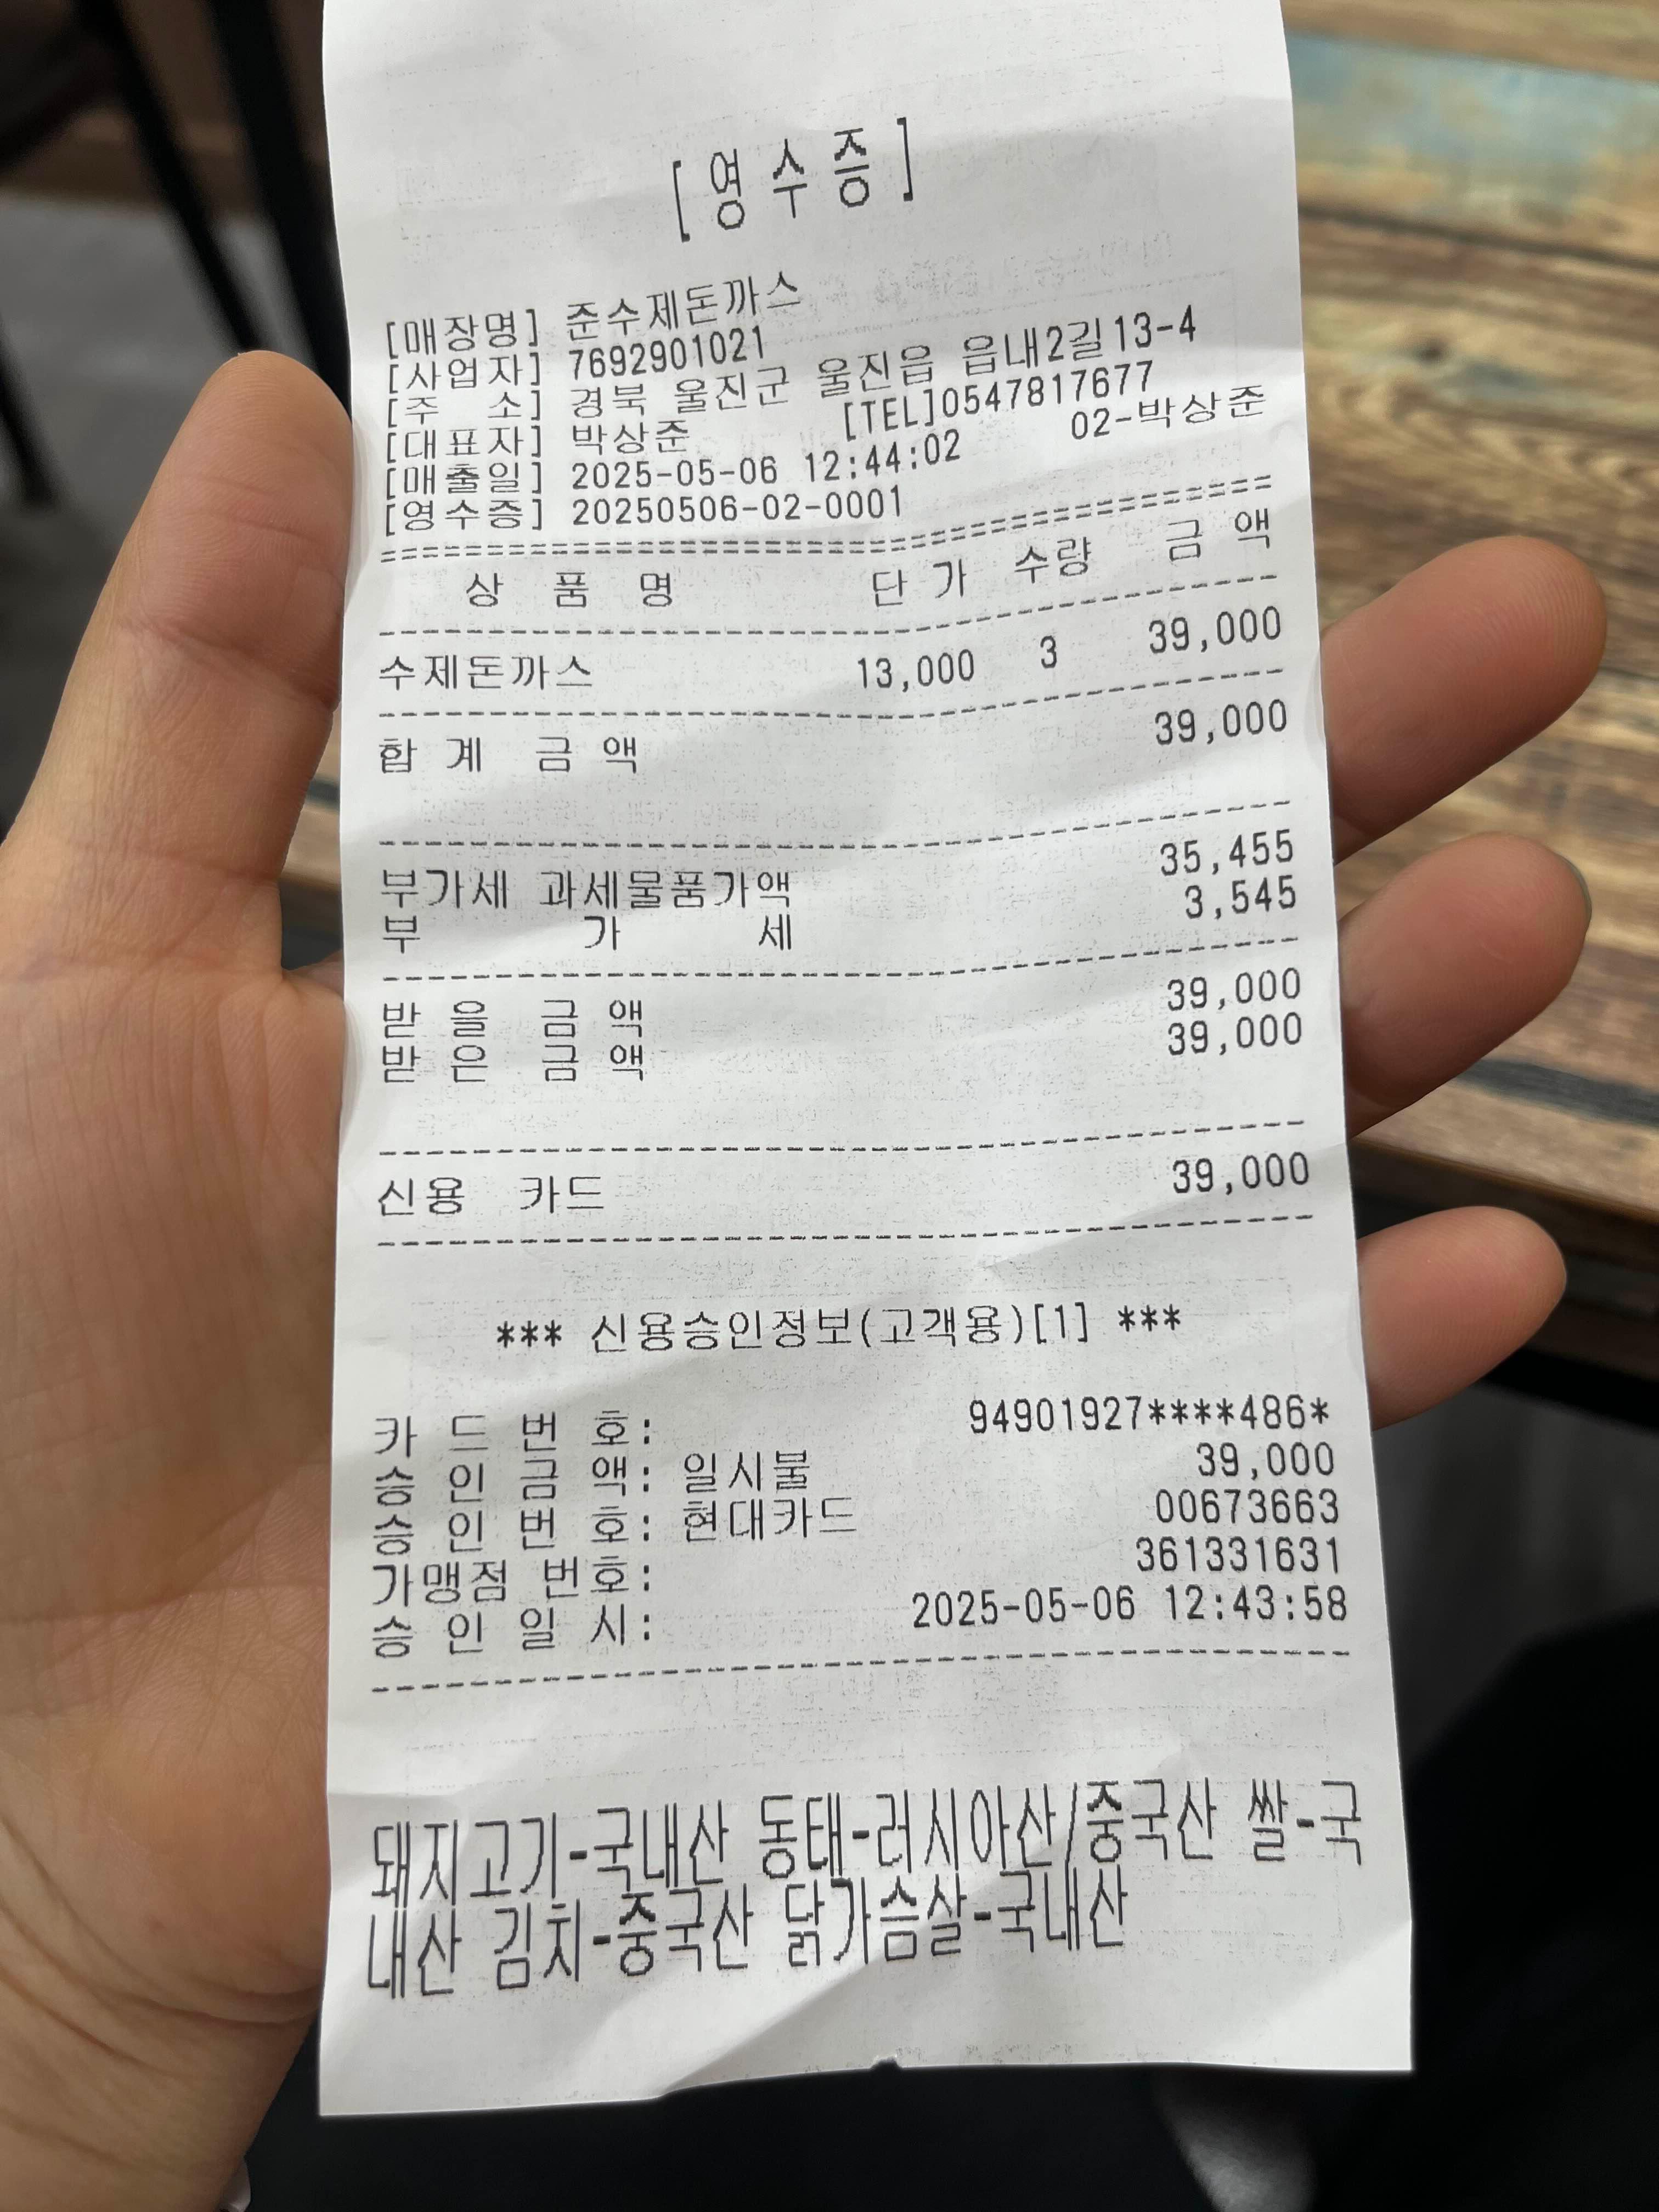 [영수증]
[매장명] 준수제돈까스
[사업자] 7692901021
[주 소] 경북 울진군 울진읍 읍내2길13-4
[대표자] 박상준 [TEL]0547817677
[매출일] 2025-05-06 12:44:02 02-박상준
[영수증] 20250506-02-0001
상 품 명 단 가 수량 금 액
수제돈까스 13,000 3 39,000
합 계 금 액 39,000
부가세 과세물품가액 35,455
부 가 세 3,545
받 을 금 액 39,000
받 은 금 액 39,000
신용 카드 39,000
*** 신용승인정보(고객용)[1] ***
카 드 번 호: 94901927****486*
승 인 금 액: 일시불 39,000
승 인 번 호: 현대카드 00673663
가맹점 번호: 361331631
승 인 일 시: 2025-05-06 12:43:58
돼지고기-국내산 동태-러시아산/중국산 쌀-국
내산 김치-중국산 닭가슴살-국내산